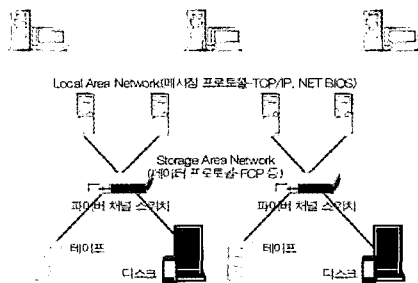 Local Area Network(메시징 프로토콜-TCP/IP, NET BIOS)
Storage Area Network
(데이터 프로토콜-FCP 등)
파이버 채널 스위치
파이버 채널 스위치
테이프
테이프
디스크
디스크